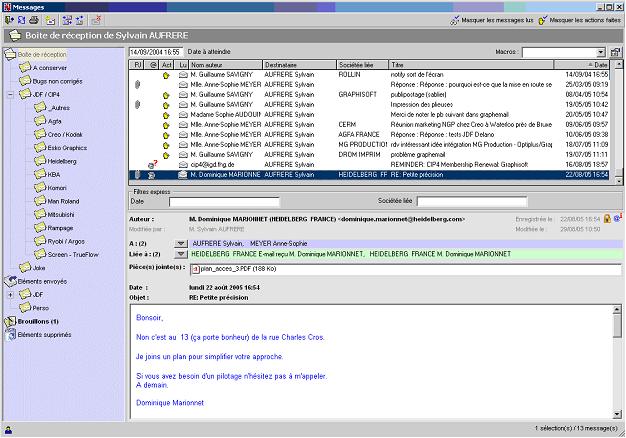 Messages
Masquer les messages lus Masquer les actions faites
Boîte de réception de Sylvain AUFRERE
14/09/2004 16:55 Date à atteindre Macros :
Boîte de réception
A conserver
Bugs non corrigés
JDF / CIP4
_Autres
Agfa
Creo / Kodak
Esko Graphics
Heidelberg
KBA
Komori
Man Roland
Mitsubishi
Rampage
Ryobi / Argos
Screen - TrueFlow
Joke
Eléments envoyés
JDF
Perso
Brouillons (1)
Eléments supprimés
PJ @ Act Lu Nom auteur Destinataire Sociétée liée Titre Date
M. Guillaume SAVIGNY AUFRERE Sylvain ROLLIN notify sort de l'écran 14/09/04 16:55
Mlle. Anne-Sophie MEYER AUFRERE Sylvain Réponse : Réponse : pourquoi est-ce que la mise en route se 25/03/05 09:19
M. Guillaume SAVIGNY AUFRERE Sylvain GRAPHISOFT publipostage (sablier) 08/04/05 10:54
M. Guillaume SAVIGNY AUFRERE Sylvain Impression des plieuses 19/05/05 10:42
Madame Anne-Sophie AUDOUIN AUFRERE Sylvain Merci de noter le pb suivant dans graphemail 20/05/05 10:47
Mlle. Anne-Sophie MEYER AUFRERE Sylvain CERM Réunion marketing NGP chez Creo à Waterloo près de Bruxe 09/06/05 09:57
Mlle. Anne-Sophie MEYER AUFRERE Sylvain AGFA FRANCE Réponse : Réponse : tests JDF Delano 10/06/05 09:38
Mlle. Anne-Sophie MEYER AUFRERE Sylvain MG PRODUCTION rdv intéressant idée intégration MG Production - Optiplus/Grap 18/07/05 11:09
M. Guillaume SAVIGNY AUFRERE Sylvain DROM IMPRIM problème graphemail 19/07/05 11:11
cip4@igd.fhg.de AUFRERE Sylvain REMINDER: CIP4 Membership Renewal: Graphisoft 16/08/05 18:57
M. Dominique MARIONNE AUFRERE Sylvain HEIDELBERG FF RE: Petite précision 22/08/05 16:54
Filtres express
Date Sociétée liée
Auteur : M. Dominique MARIONNET (HEIDELBERG FRANCE) <dominique.marionnet@heidelberg.com> Enregistrée le : 22/08/05 16:54
Modifiée par : M. Sylvain AUFRERE Modifiée le : 29/08/05 10:50
A : (2) AUFRERE Sylvain, MEYER Anne-Sophie
Liée à : (2) HEIDELBERG FRANCE E-mail reçu M. Dominique MARIONNET, HEIDELBERG FRANCE M. Dominique MARIONNET
Pièce(s) jointe(s) : plan_acces_3.PDF (188 Ko)
Date : lundi 22 août 2005 16:54
Objet : RE: Petite précision
Bonsoir,
Non c'est au 13 (ça porte bonheur) de la rue Charles Cros.
Je joins un plan pour simplifier votre approche.
Si vous avez besoin d'un pilotage n'hésitez pas à m'appeler.
A demain.
Dominique Marionnet
1 sélection(s) / 13 message(s)